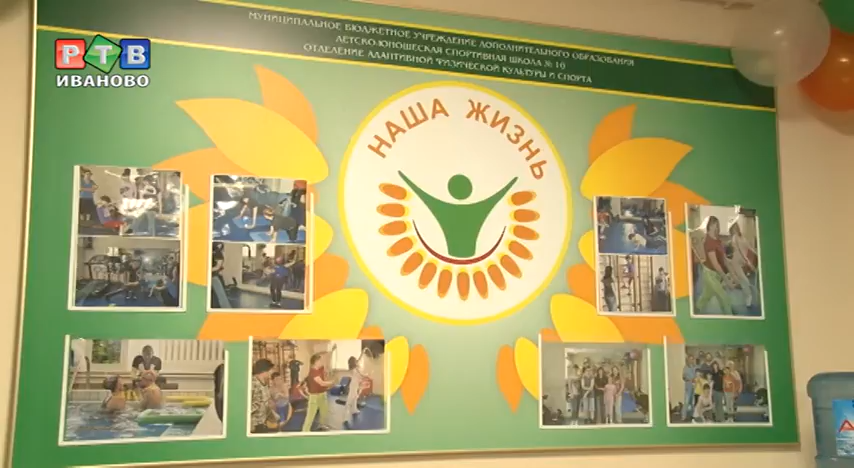 МУНИЦИПАЛЬНОЕ БЮДЖЕТНОЕ УЧРЕЖДЕНИЕ ДОПОЛНИТЕЛЬНОГО ОБРАЗОВАНИЯ
ДЕТСКО-ЮНОШЕСКАЯ СПОРТИВНАЯ ШКОЛА № 10
ОТДЕЛЕНИЕ АДАПТИВНОЙ ФИЗИЧЕСКОЙ КУЛЬТУРЫ И СПОРТА
РТВ
ИВАНОВО
НАША ЖИЗНЬ